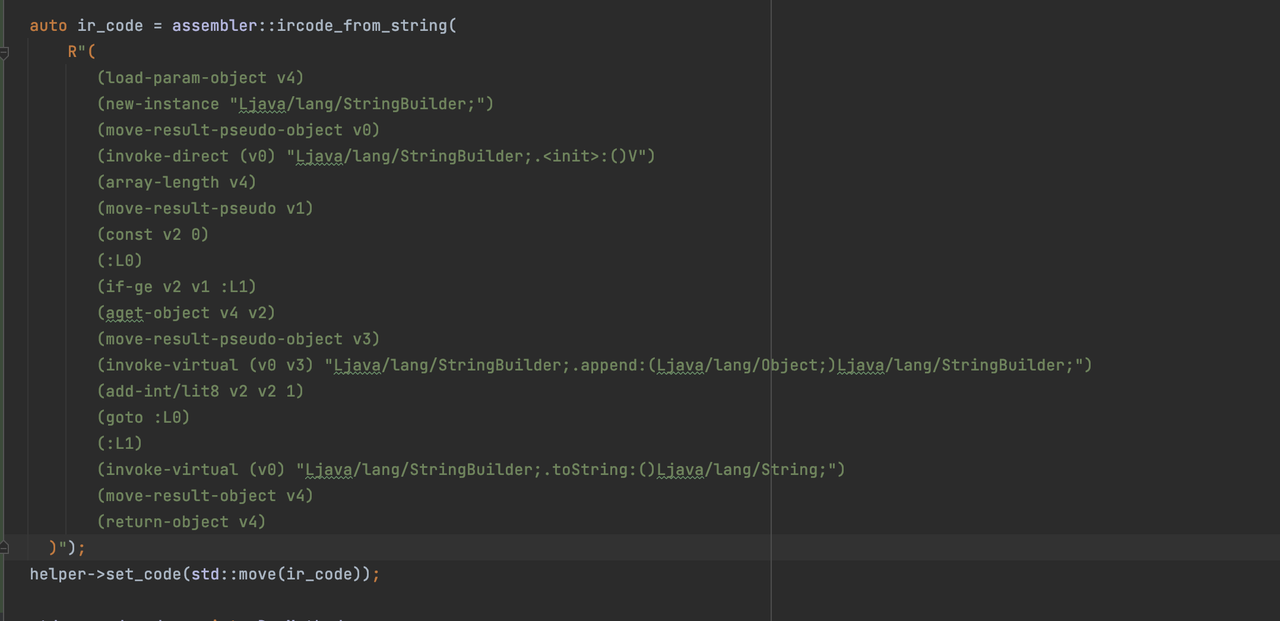 auto ir_code = assembler::ircode_from_string(
R"(
(load-param-object v4)
(new-instance "Ljava/lang/StringBuilder;")
(move-result-pseudo-object v0)
(invoke-direct (v0) "Ljava/lang/StringBuilder;.<init>:()V")
(array-length v4)
(move-result-pseudo v1)
(const v2 0)
(:L0)
(if-ge v2 v1 :L1)
(aget-object v4 v2)
(move-result-pseudo-object v3)
(invoke-virtual (v0 v3) "Ljava/lang/StringBuilder;.append:(Ljava/lang/Object;)Ljava/lang/StringBuilder;")
(add-int/lit8 v2 v2 1)
(goto :L0)
(:L1)
(invoke-virtual (v0) "Ljava/lang/StringBuilder;.toString:()Ljava/lang/String;")
(move-result-object v4)
(return-object v4)
)");
helper->set_code(std::move(ir_code));